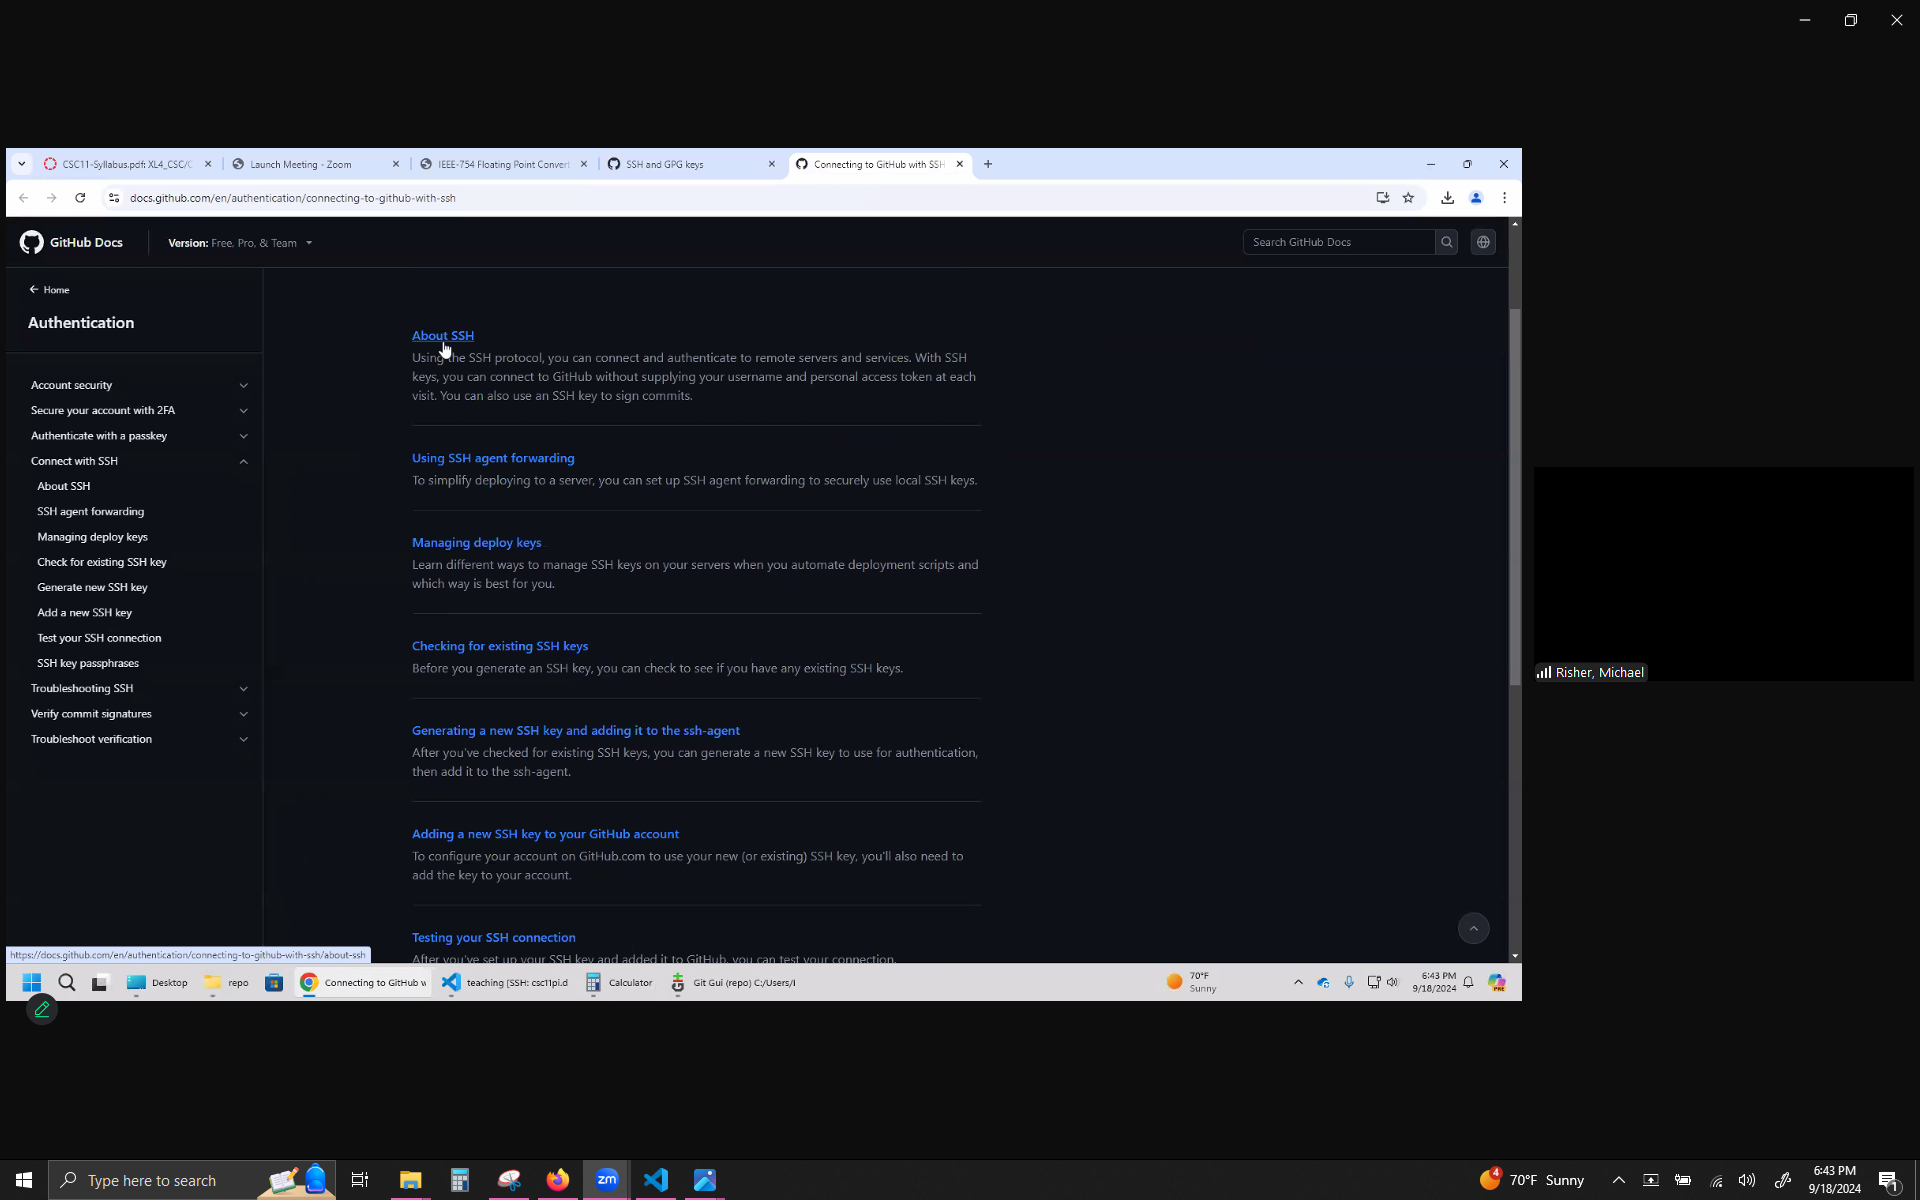 CSC11-Syllabus.pdf: XL4_CSC/C
Launch Meeting - Zoom
IEEE-754 Floating Point Convert
SSH and GPG keys
Connecting to GitHub with SSH
docs.github.com/en/authentication/connecting-to-github-with-ssh
GitHub Docs
Version: Free, Pro, & Team
Search GitHub Docs
Home
Authentication
Account security
Secure your account with 2FA
Authenticate with a passkey
Connect with SSH
About SSH
SSH agent forwarding
Managing deploy keys
Check for existing SSH key
Generate new SSH key
Add a new SSH key
Test your SSH connection
SSH key passphrases
Troubleshooting SSH
Verify commit signatures
Troubleshoot verification
About SSH
Using the SSH protocol, you can connect and authenticate to remote servers and services. With SSH
keys, you can connect to GitHub without supplying your username and personal access token at each
visit. You can also use an SSH key to sign commits.
Using SSH agent forwarding
To simplify deploying to a server, you can set up SSH agent forwarding to securely use local SSH keys.
Managing deploy keys
Learn different ways to manage SSH keys on your servers when you automate deployment scripts and
which way is best for you.
Checking for existing SSH keys
Before you generate an SSH key, you can check to see if you have any existing SSH keys.
Generating a new SSH key and adding it to the ssh-agent
After you've checked for existing SSH keys, you can generate a new SSH key to use for authentication,
then add it to the ssh-agent.
Adding a new SSH key to your GitHub account
To configure your account on GitHub.com to use your new (or existing) SSH key, you'll also need to
add the key to your account.
Testing your SSH connection
After you've set up your SSH key and added it to GitHub, you can test your connection.
https://docs.github.com/en/authentication/connecting-to-github-with-ssh/about-ssh
Risher, Michael
Desktop
repo
Connecting to GitHub w
teaching [SSH: csc11pi.d
Calculator
Git Gui (repo) C:/Users/I
70°F
Sunny
6:43 PM
9/18/2024
PRE
Type here to search
zm
4
70°F Sunny
6:43 PM
9/18/2024
1